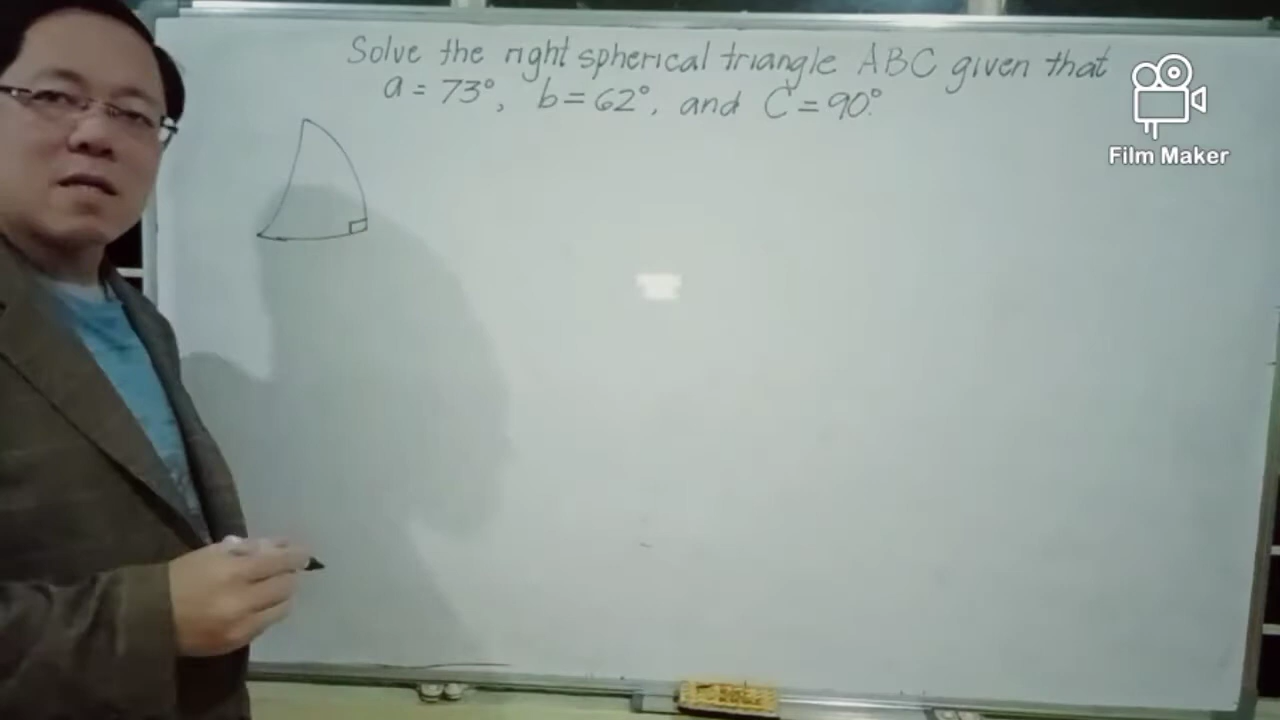 Solve the right spherical triangle ABC given that
a = 73°, b = 62°, and C = 90°.
Film Maker